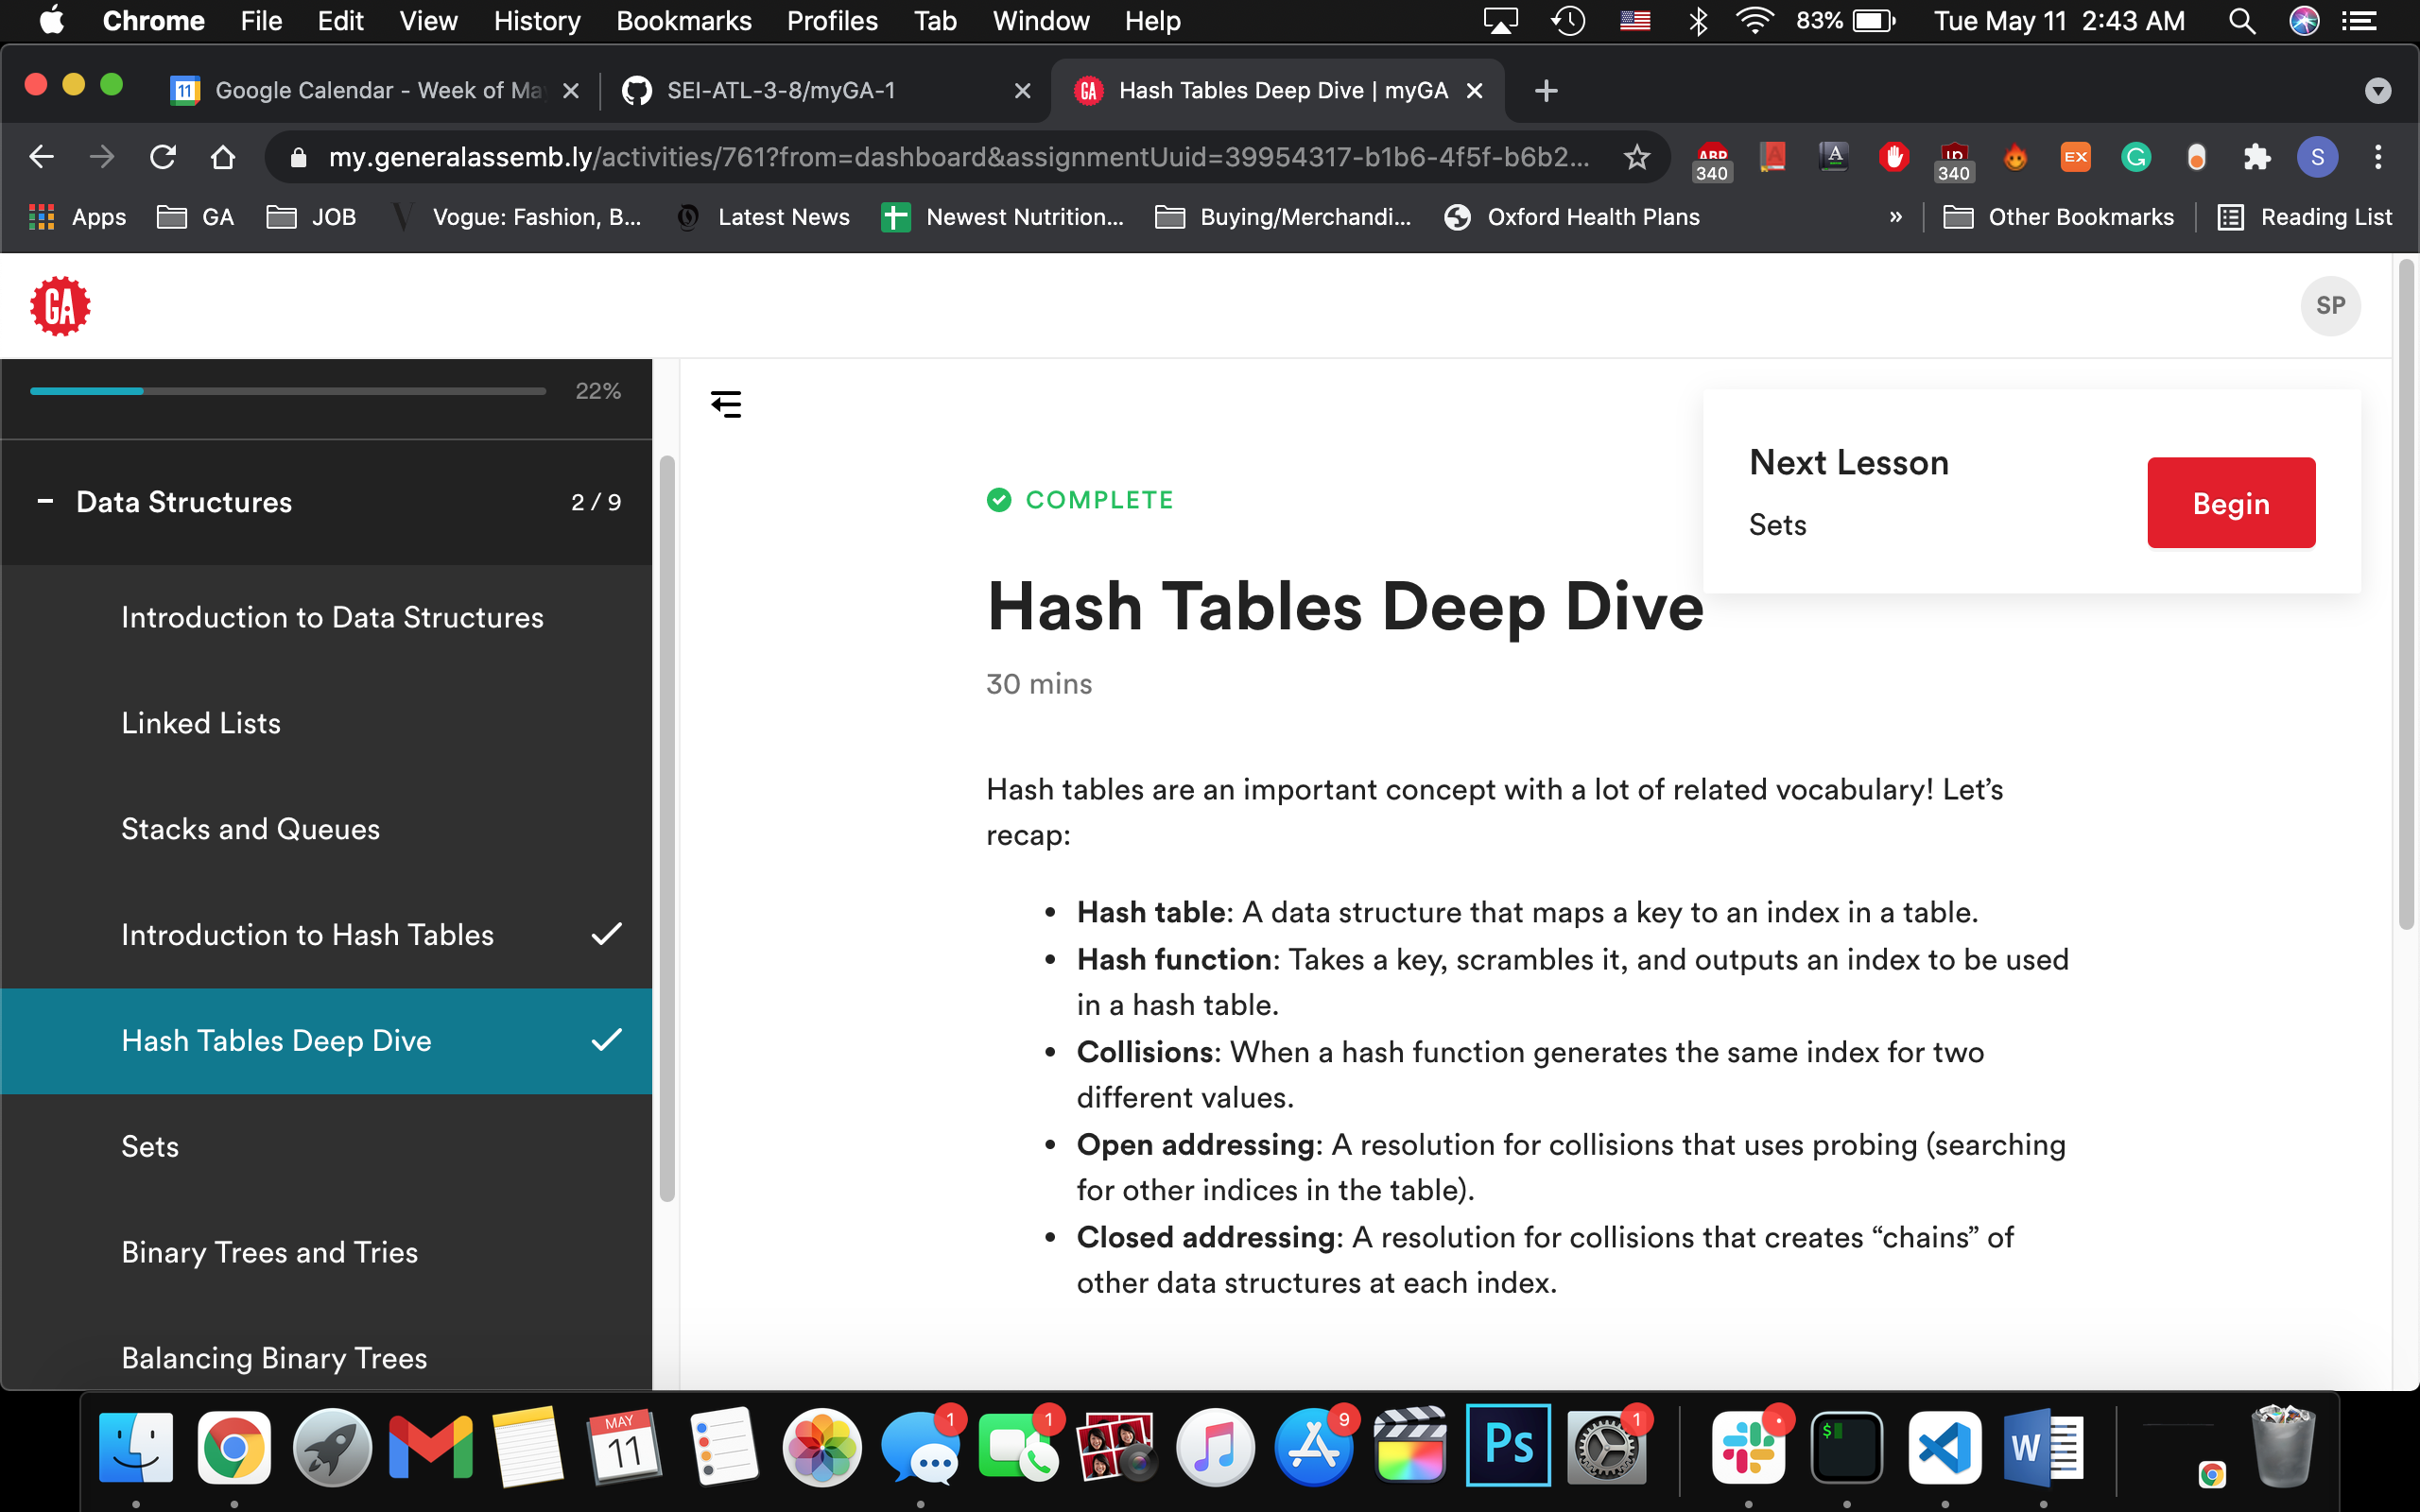 Chrome File Edit View History Bookmarks Profiles Tab Window Help 83% Tue May 11 2:43 AM
11 Google Calendar - Week of Ma SEI-ATL-3-8/myGA-1 GA Hash Tables Deep Dive | myGA
my.generalassemb.ly/activities/761?from=dashboard&assignmentUuid=39954317-b1b6-4f5f-b6b2... ABP 340 A A 340 EX G S
Apps GA JOB V Vogue: Fashion, B... Latest News Newest Nutrition... Buying/Merchandi... Oxford Health Plans » Other Bookmarks Reading List
GA SP
22%
Data Structures 2 / 9
Introduction to Data Structures
Linked Lists
Stacks and Queues
Introduction to Hash Tables
Hash Tables Deep Dive
Sets
Binary Trees and Tries
Balancing Binary Trees
Next Lesson
Sets
Begin
COMPLETE
Hash Tables Deep Dive
30 mins
Hash tables are an important concept with a lot of related vocabulary! Let’s
recap:
• Hash table: A data structure that maps a key to an index in a table.
• Hash function: Takes a key, scrambles it, and outputs an index to be used
in a hash table.
• Collisions: When a hash function generates the same index for two
different values.
• Open addressing: A resolution for collisions that uses probing (searching
for other indices in the table).
• Closed addressing: A resolution for collisions that creates “chains” of
other data structures at each index.
MAY 11 1 1 9 Ps 1 $ W